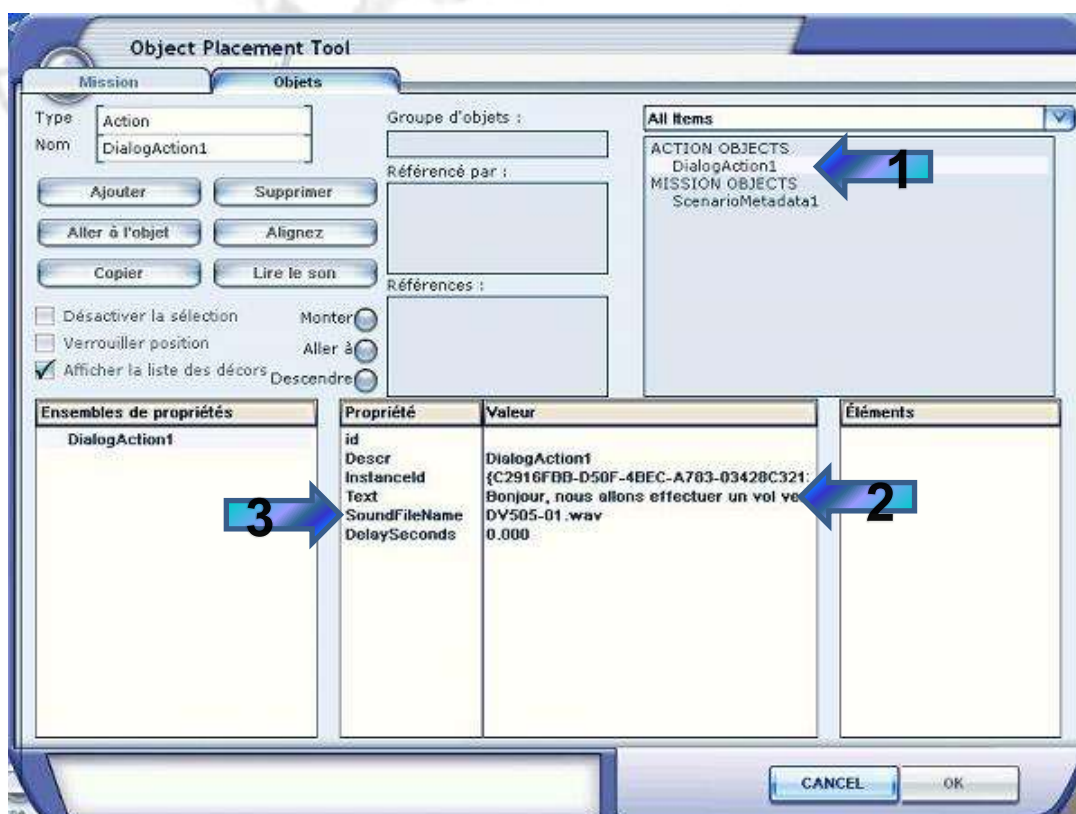 Object Placement Tool
Mission
Objets
Type
Action
Nom
DialogAction1
Ajouter
Supprimer
Aller à l'objet
Alignez
Copier
Lire le son
Désactiver la sélection
Verrouiller position
Afficher la liste des décors
Groupe d'objets :
Référencé par :
Références :
Monter
Aller à
Descendre
All Items
ACTION OBJECTS
DialogAction1
MISSION OBJECTS
ScenarioMetadata1
1
Ensembles de propriétés
DialogAction1
Propriété Valeur
id
Descr DialogAction1
InstanceId {C2916FBB-D50F-4BEC-A783-03428C321:
Text Bonjour, nous allons effectuer un vol ve
SoundFileName DV505-01.wav
DelaySeconds 0.000
3
2
Éléments
CANCEL
OK